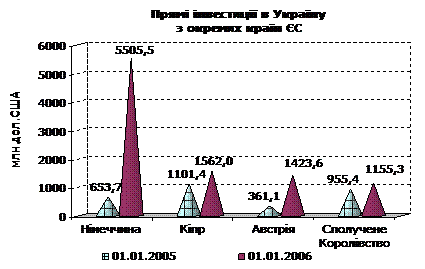 Прямі інвестиції в Україну
з окремих країн ЄС
млн.дол.США
6000
5000
4000
3000
2000
1000
0
5505,5
653,7
1101,4
1562,0
361,1
1423,6
955,4
1155,3
Німеччина
Кіпр
Австрія
Сполучене
Королівство
01.01.2005
01.01.2006